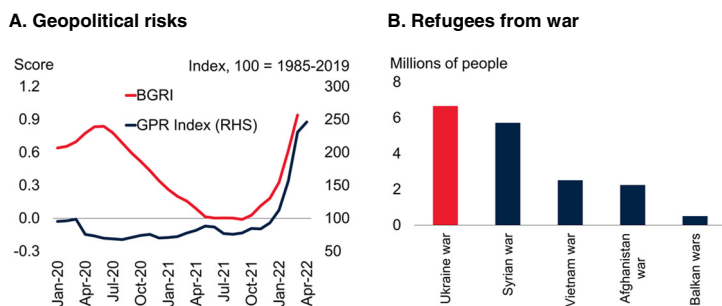 A. Geopolitical risks
Score
Index, 100 = 1985-2019
1.2
0.9
0.6
0.3
0.0
-0.3
BGRI
GPR Index (RHS)
300
250
200
150
100
50
Jan-20
Apr-20
Jul-20
Oct-20
Jan-21
Apr-21
Jul-21
Oct-21
Jan-22
Apr-22
B. Refugees from war
Millions of people
8
6
4
2
0
Ukraine war
Syrian war
Vietnam war
Afghanistan
war
Balkan wars